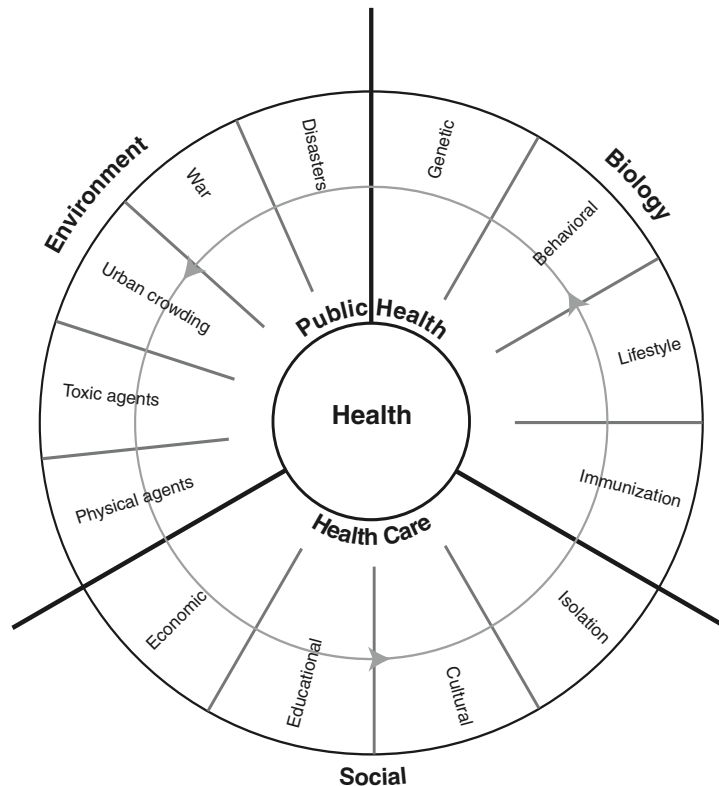 Environment
Biology
Social
Disasters
Genetic
War
Behavioral
Urban crowding
Lifestyle
Toxic agents
Immunization
Physical agents
Isolation
Economic
Educational
Cultural
Public Health
Health
Health Care